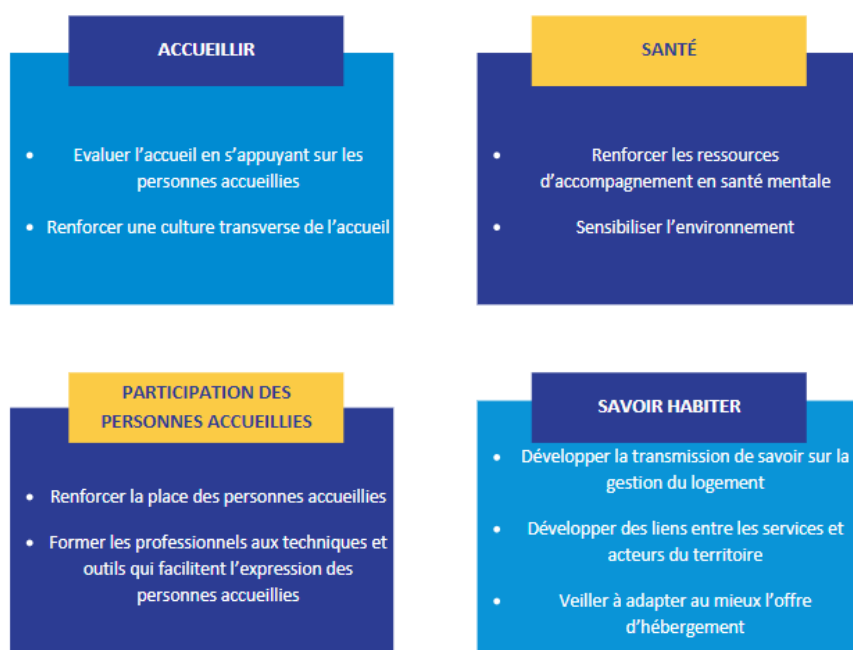 ACCUEILLIR
• Evaluer l'accueil en s'appuyant sur les
personnes accueillies
• Renforcer une culture transverse de l'accueil
SANTÉ
• Renforcer les ressources
d'accompagnement en santé mentale
• Sensibiliser l'environnement
PARTICIPATION DES
PERSONNES ACCUEILLIES
• Renforcer la place des personnes accueillies
• Former les professionnels aux techniques et
outils qui facilitent l'expression des
personnes accueillies
SAVOIR HABITER
• Développer la transmission de savoir sur la
gestion du logement
• Développer des liens entre les services et
acteurs du territoire
• Veiller à adapter au mieux l'offre
d'hébergement